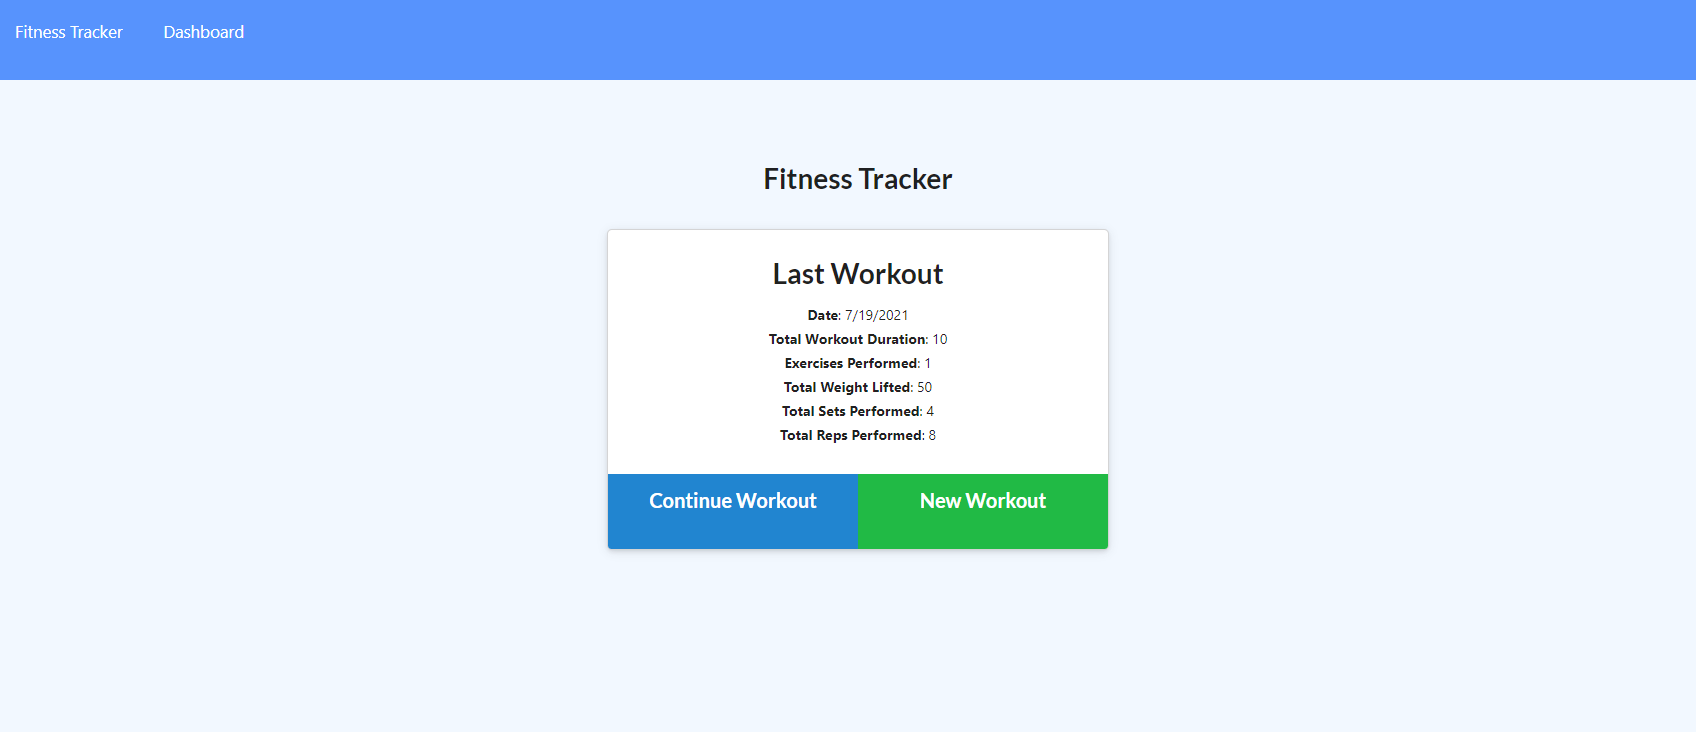 Fitness Tracker Dashboard
Fitness Tracker
Last Workout
Date: 7/19/2021
Total Workout Duration: 10
Exercises Performed: 1
Total Weight Lifted: 50
Total Sets Performed: 4
Total Reps Performed: 8
Continue Workout New Workout